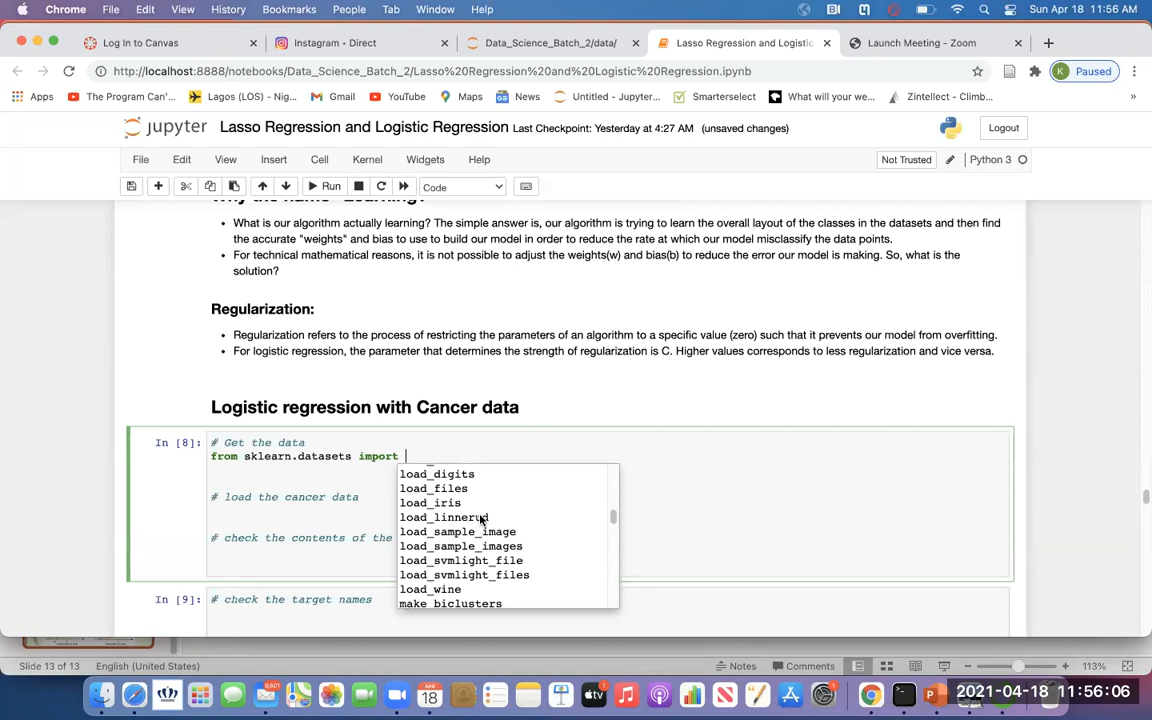 Chrome File Edit View History Bookmarks People Tab Window Help Sun Apr 18 11:56 AM
Log In to Canvas Instagram • Direct Data_Science_Batch_2/data/ Lasso Regression and Logistic Launch Meeting - Zoom
http://localhost:8888/notebooks/Data_Science_Batch_2/Lasso%20Regression%20and%20Logistic%20Regression.ipynb K Paused
Apps The Program Can'... Lagos (LOS) - Nig... Gmail YouTube Maps News Untitled - Jupyter... Smarterselect What will your we... Zintellect - Climb... »
jupyter Lasso Regression and Logistic Regression Last Checkpoint: Yesterday at 4:27 AM (unsaved changes) Logout
File Edit View Insert Cell Kernel Widgets Help Not Trusted Python 3
Run Code
Why the name "Learning?
What is our algorithm actually learning? The simple answer is, our algorithm is trying to learn the overall layout of the classes in the datasets and then find
the accurate "weights" and bias to use to build our model in order to reduce the rate at which our model misclassify the data points.
For technical mathematical reasons, it is not possible to adjust the weights(w) and bias(b) to reduce the error our model is making. So, what is the
solution?
Regularization:
Regularization refers to the process of restricting the parameters of an algorithm to a specific value (zero) such that it prevents our model from overfitting.
For logistic regression, the parameter that determines the strength of regularization is C. Higher values corresponds to less regularization and vice versa.
Logistic regression with Cancer data
In [8]: # Get the data
from sklearn.datasets import
load_digits
load_files
# load the cancer data
load_iris
load_linnerud
load_sample_image
# check the contents of the
load_sample_images
load_svmlight_file
load_svmlight_files
load_wine
In [9]: # check the target names
make_biclusters
Slide 13 of 13 English (United States) Notes Comments 113%
9,601 APR 18 tv 2021-04-18 11:56:06